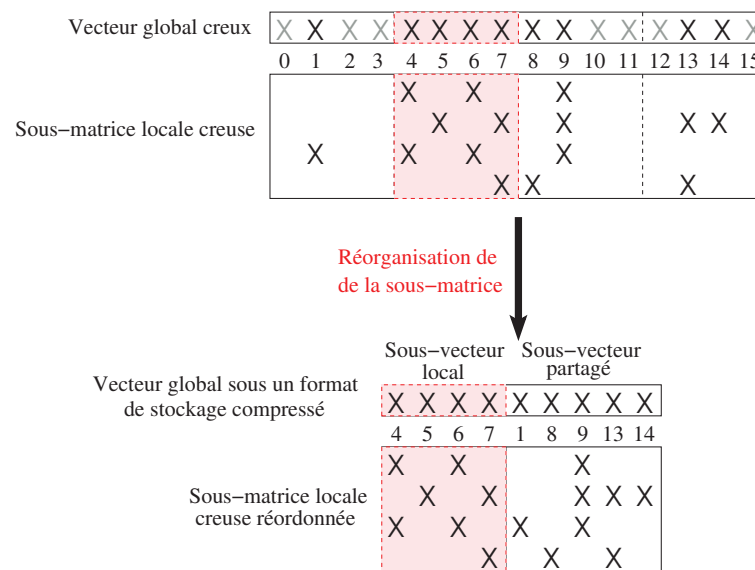 Vecteur global creux
X X X X X X X X X X X X X X X X
0 1 2 3 4 5 6 7 8 9 10 11 12 13 14 15
Sous−matrice locale creuse
X X X
X X X X X
X X X X
X X X
Réorganisation de
de la sous−matrice
Sous−vecteur
local
Sous−vecteur
partagé
Vecteur global sous un format
de stockage compressé
X X X X X X X X X
4 5 6 7 1 8 9 13 14
Sous−matrice locale
creuse réordonnée
X X X
X X X X X
X X X X
X X X